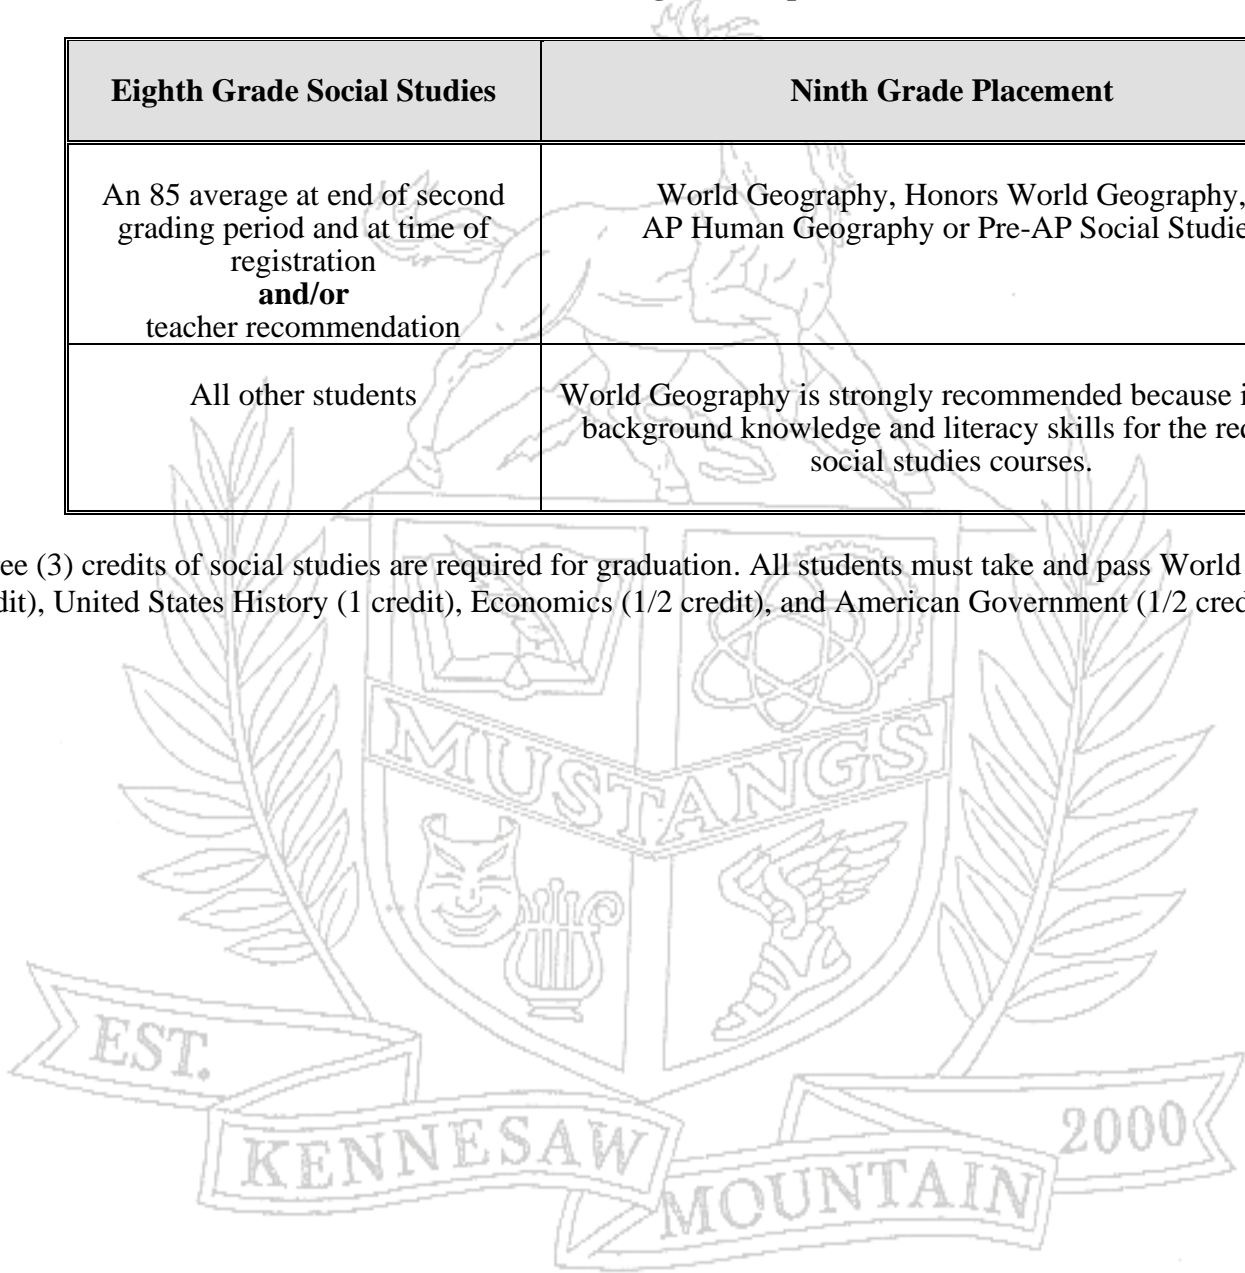 Eighth Grade Social Studies
Ninth Grade Placement
An 85 average at end of second
grading period and at time of
registration
and/or
teacher recommendation
World Geography, Honors World Geography,
AP Human Geography or Pre-AP Social Studie
All other students
World Geography is strongly recommended because i
background knowledge and literacy skills for the re
social studies courses.
ee (3) credits of social studies are required for graduation. All students must take and pass World
dit), United States History (1 credit), Economics (1/2 credit), and American Government (1/2 cred
MUSTANGS
EST.
KENNESAW
MOUNTAIN
2000